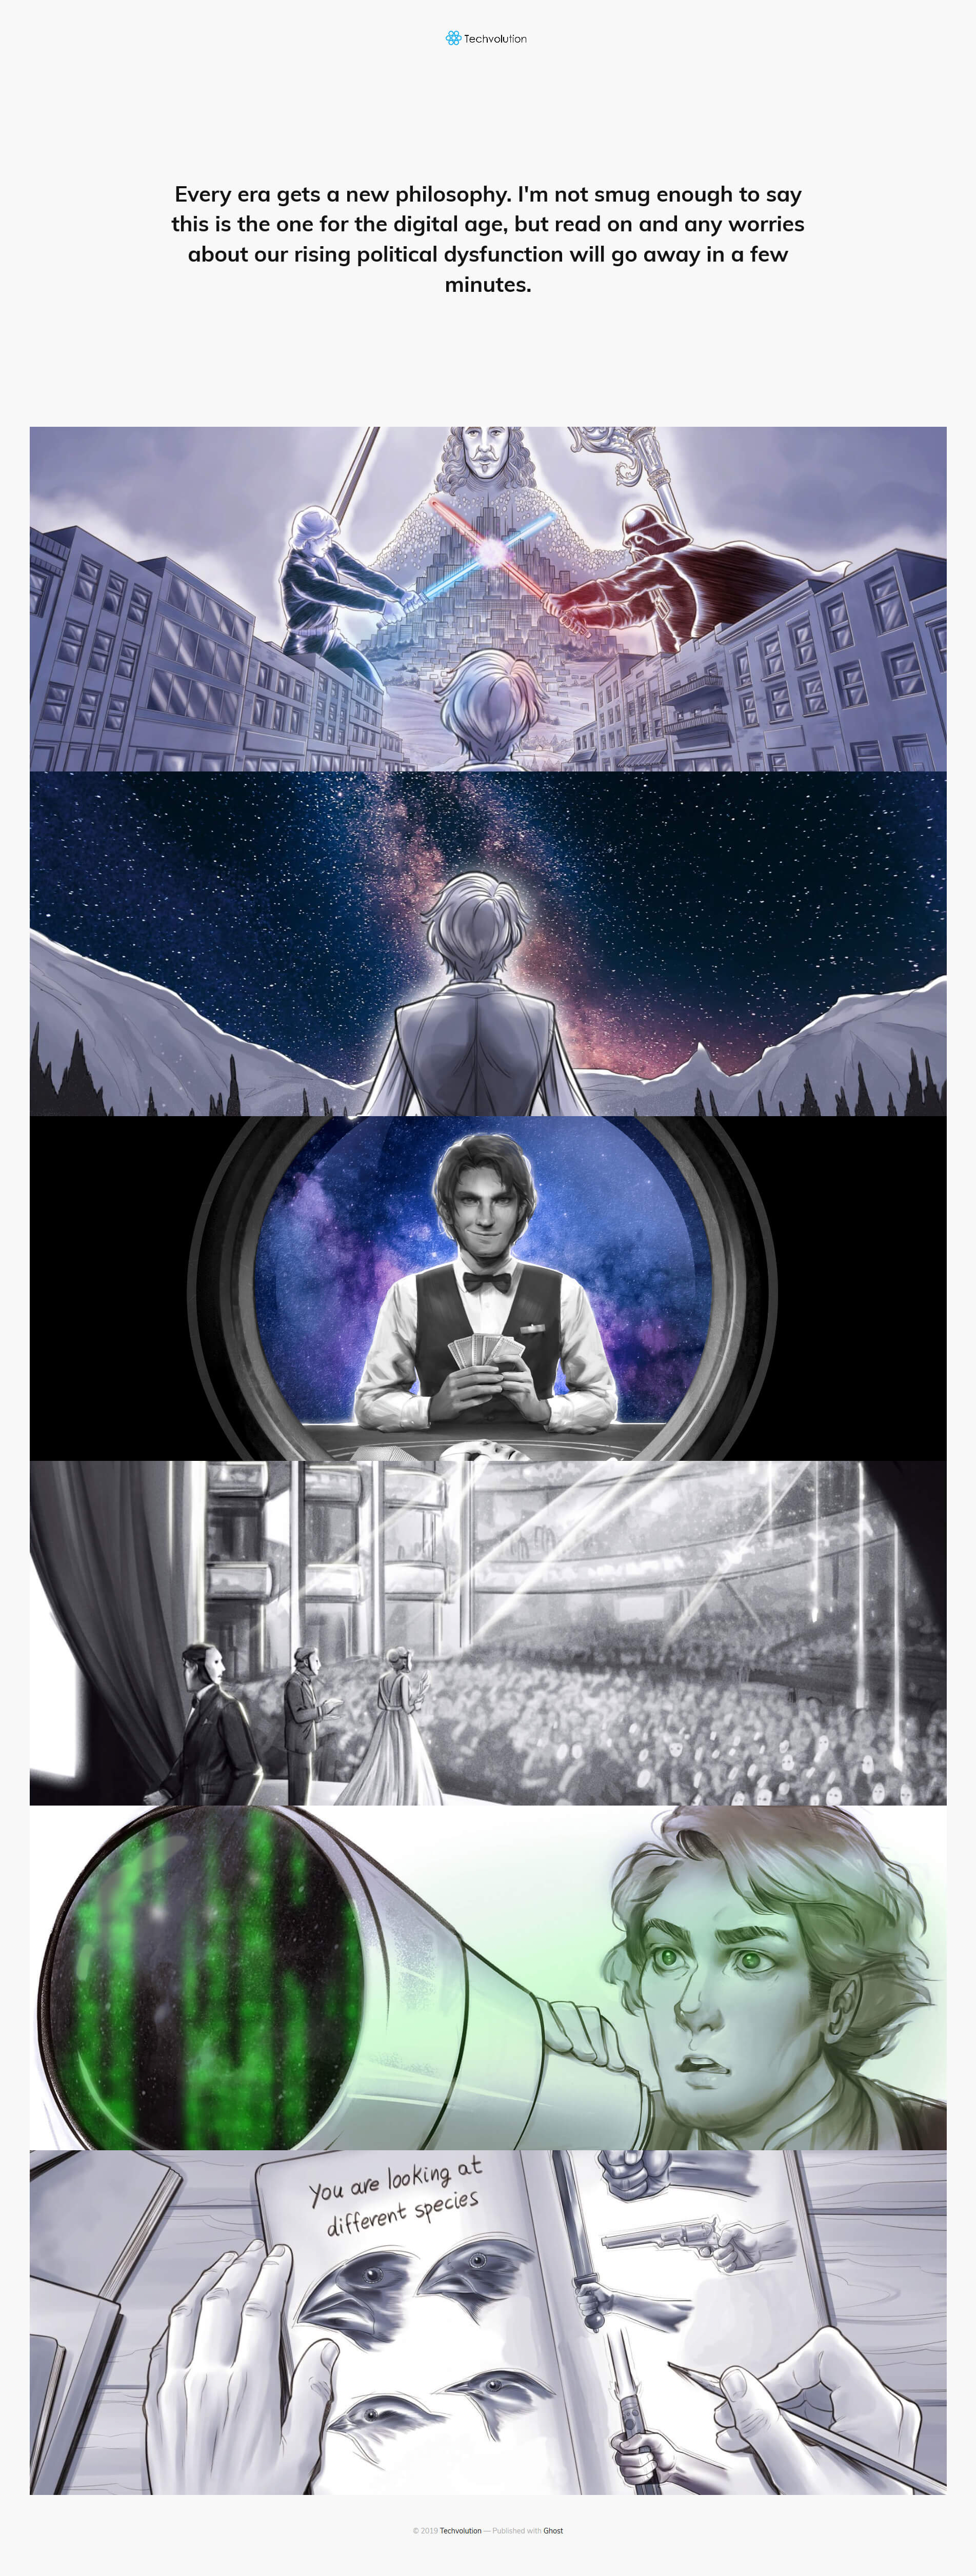 Techvolution
Every era gets a new philosophy. I'm not smug enough to say
this is the one for the digital age, but read on and any worries
about our rising political dysfunction will go away in a few
minutes.
You are looking at
different species
© 2019 Techvolution — Published with Ghost